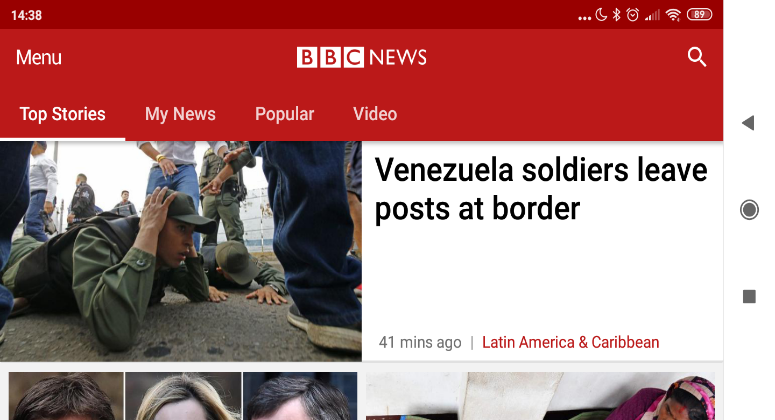 14:38
89
Menu
BBC NEWS
Top Stories
My News
Popular
Video
Venezuela soldiers leave
posts at border
41 mins ago | Latin America & Caribbean